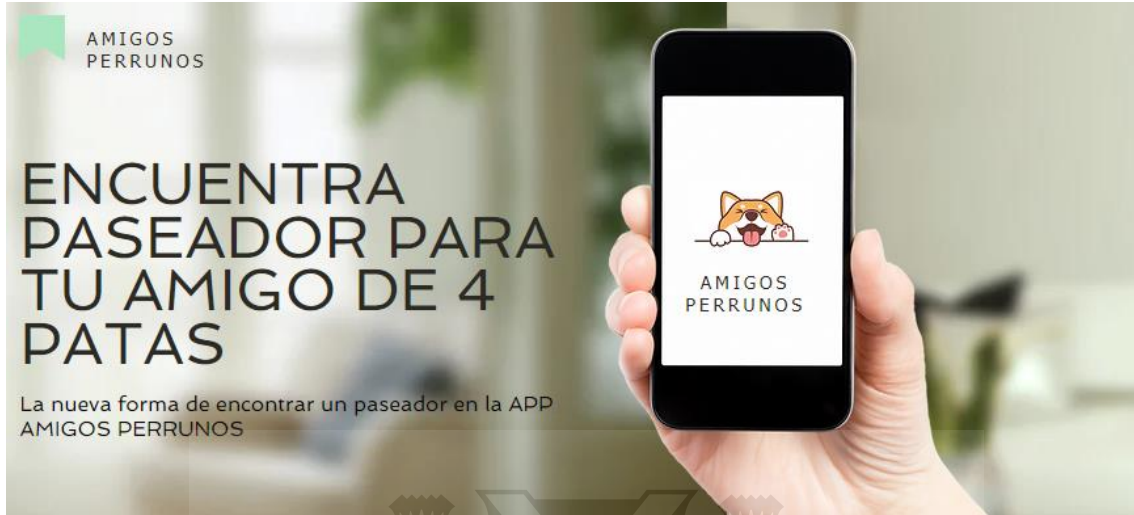 AMIGOS
PERRUNOS
ENCUENTRA
PASEADOR PARA
TU AMIGO DE 4
PATAS
La nueva forma de encontrar un paseador en la APP
AMIGOS PERRUNOS
AMIGOS
PERRUNOS